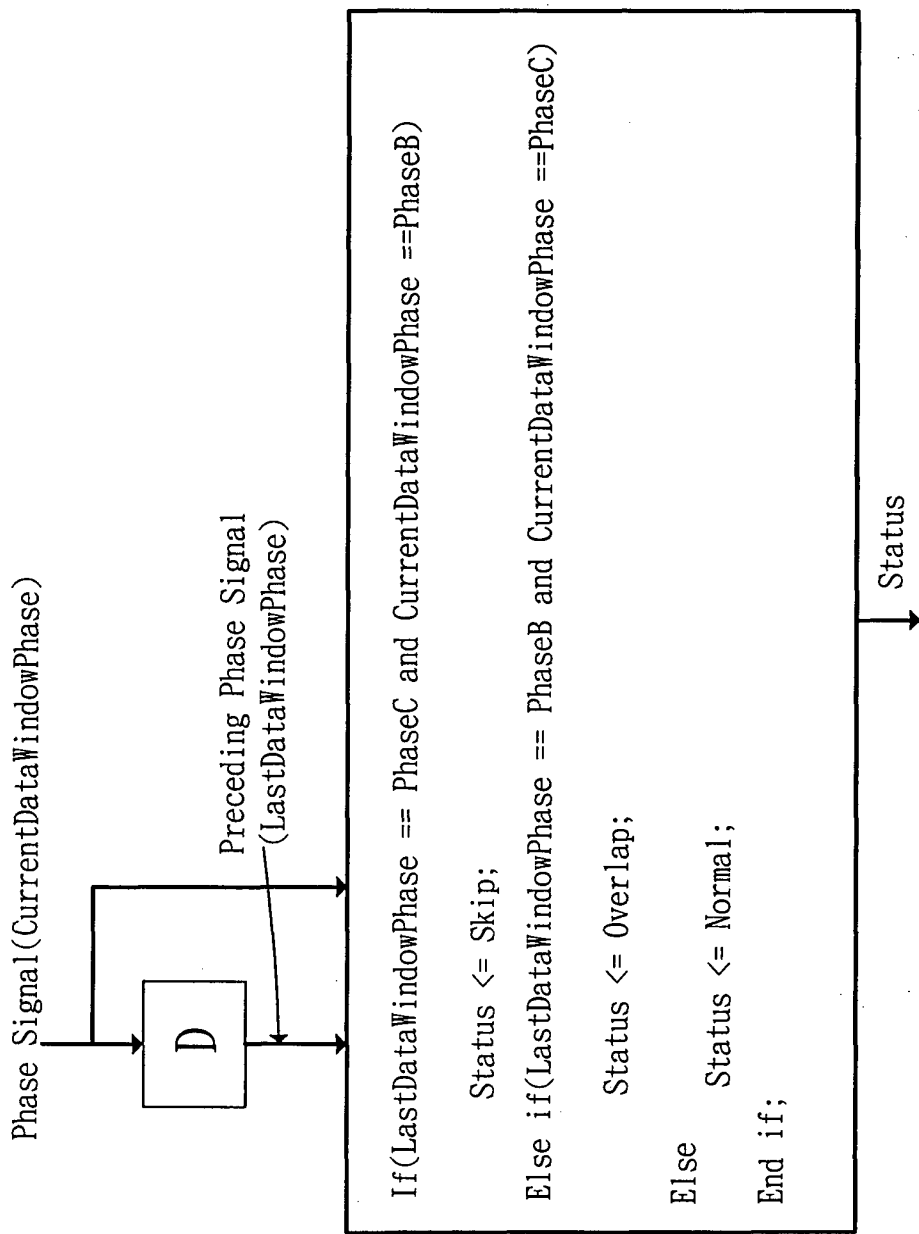 Phase Signal(CurrentDataWindowPhase)
D
Preceding Phase Signal
(LastDataWindowPhase)
If(LastDataWindowPhase == PhaseC and CurrentDataWindowPhase ==PhaseB)
Status <= Skip;
Else if(LastDataWindowPhase == PhaseB and CurrentDataWindowPhase ==PhaseC)
Status <= Overlap;
Else
Status <= Normal;
End if;
Status